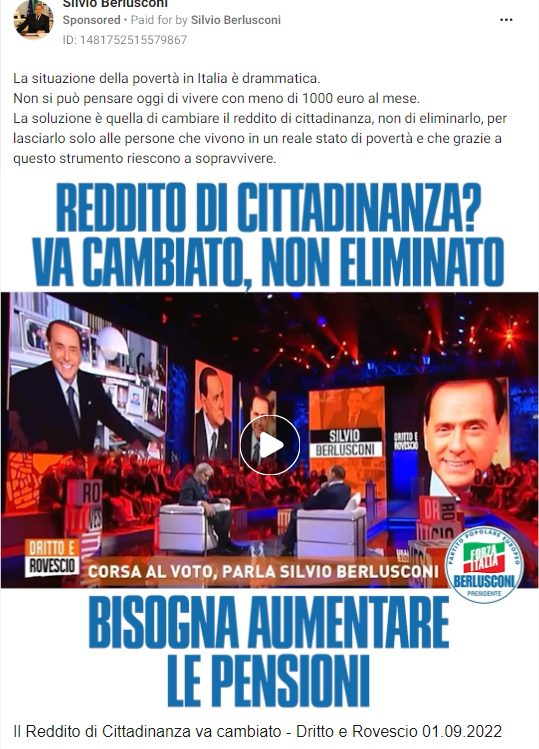 Silvio Berlusconi
Sponsored • Paid for by Silvio Berlusconi
ID: 1481752515579867
La situazione della povertà in Italia è drammatica.
Non si può pensare oggi di vivere con meno di 1000 euro al mese.
La soluzione è quella di cambiare il reddito di cittadinanza, non di eliminarlo, per
lasciarlo solo alle persone che vivono in un reale stato di povertà e che grazie a
questo strumento riescono a sopravvivere.
REDDITO DI CITTADINANZA?
VA CAMBIATO, NON ELIMINATO
SILVIO
BERLUSCONI
DRITTO E
ROVESCIO
RO
VES
DR
RO
SCIO
DRITTO E
ROVESCIO
CORSA AL VOTO, PARLA SILVIO BERLUSCONI
PARTITO POPOLARE EUROPEO
FORZA
ITALIA
BERLUSCONI
PRESIDENTE
BISOGNA AUMENTARE
LE PENSIONI
Il Reddito di Cittadinanza va cambiato - Dritto e Rovescio 01.09.2022